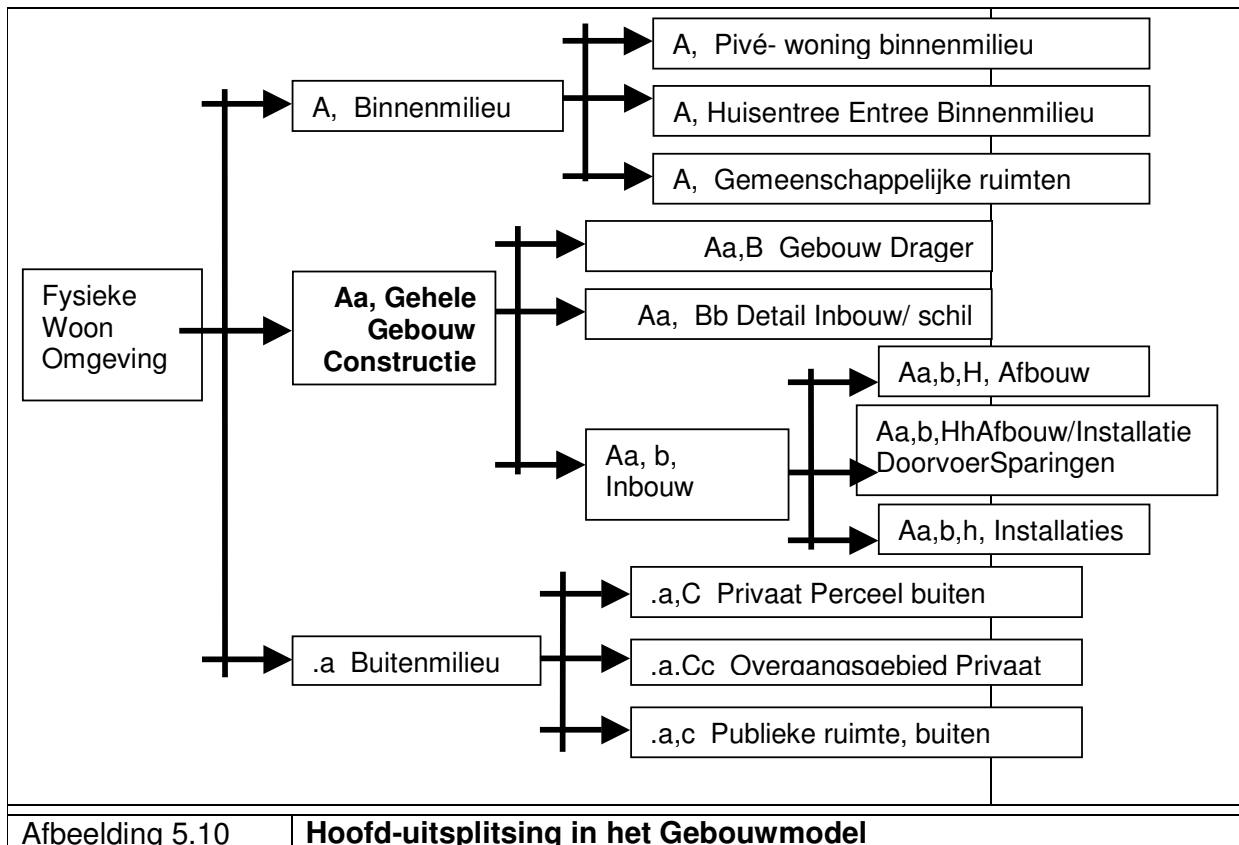 A, Pivé- woning binnenmilieu
A, Binnenmilieu
A, Huisentree Entree Binnenmilieu
A, Gemeenschappelijke ruimten
Aa,B Gebouw Drager
Fysieke
Woon
Omgeving
Aa, Gehele
Gebouw
Constructie
Aa, Bb Detail Inbouw/ schil
Aa, b,
Inbouw
Aa,b,H, Afbouw
Aa,b,HhAfbouw/Installatie
DoorvoerSparingen
Aa,b,h, Installaties
.a Buitenmilieu
.a,C Privaat Perceel buiten
.a.Cc Overgangsgebied Privaat
.a,c Publieke ruimte, buiten
Afbeelding 5.10 Hoofd-uitsplitsing in het Gebouwmodel